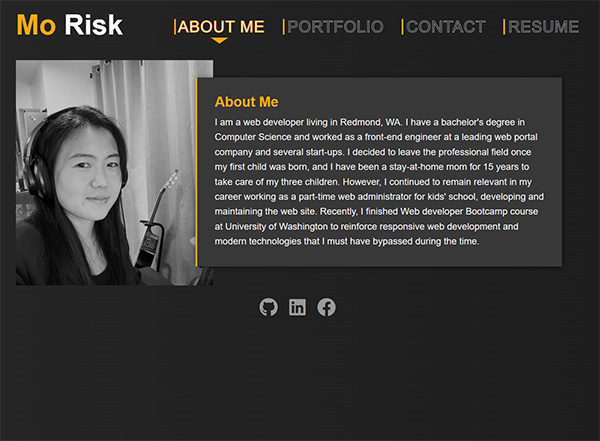 Mo Risk
ABOUT ME
PORTFOLIO
CONTACT
RESUME
About Me
I am a web developer living in Redmond, WA. I have a bachelor's degree in
Computer Science and worked as a front-end engineer at a leading web portal
company and several start-ups. I decided to leave the professional field once
my first child was born, and I have been a stay-at-home mom for 15 years to
take care of my three children. However, I continued to remain relevant in my
career working as a part-time web administrator for kids' school, developing and
maintaining the web site. Recently, I finished Web developer Bootcamp course
at University of Washington to reinforce responsive web development and
modern technologies that I must have bypassed during the time.